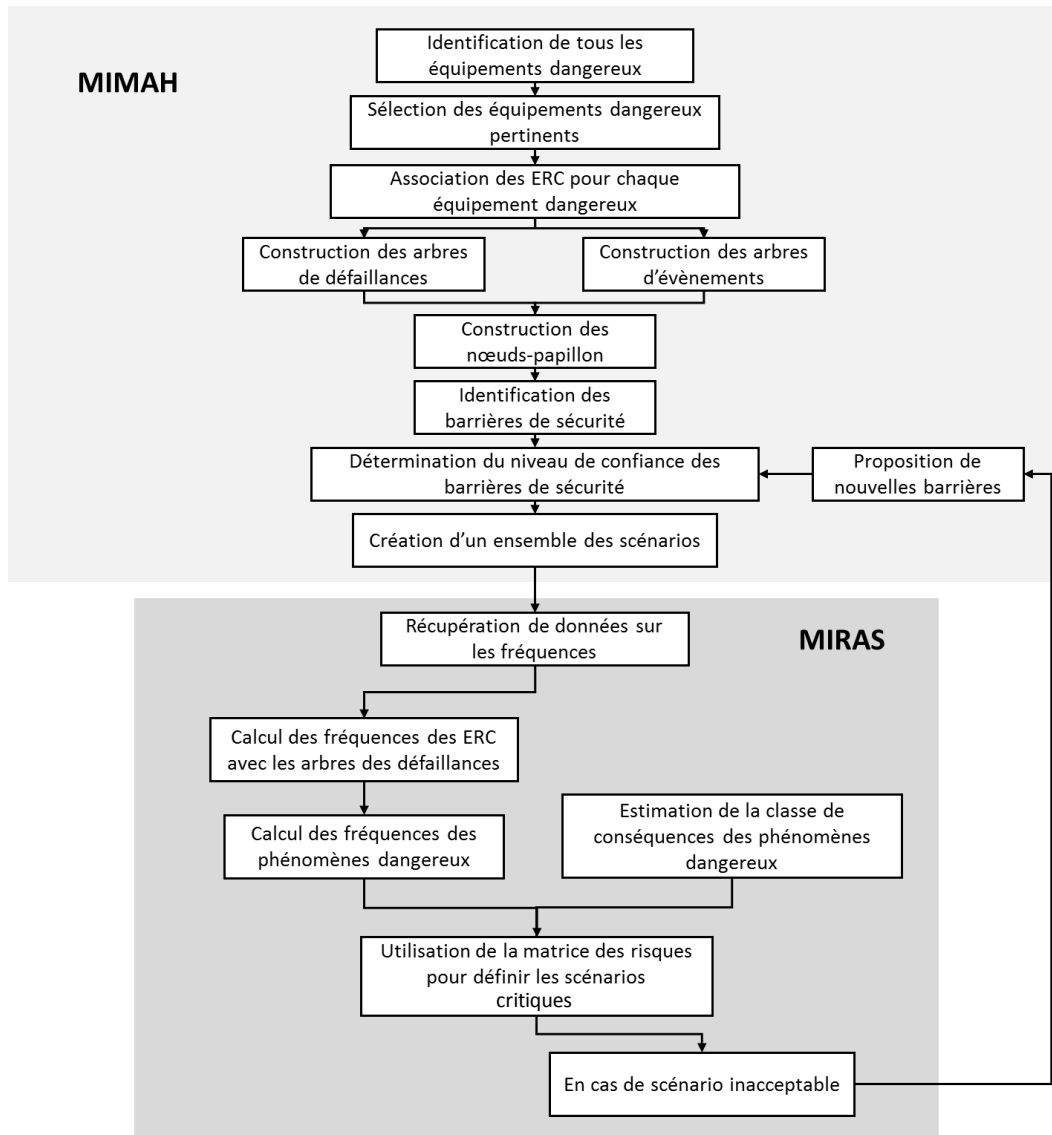 Identification de tous les
équipements dangereux
MIMAH
Sélection des équipements dangereux
pertinents
Association des ERC pour chaque
équipement dangereux
Construction des arbres
de défaillances
Construction des arbres
d’évènements
Construction des
nœuds-papillon
Identification des
barrières de sécurité
Détermination du niveau de confiance des
barrières de sécurité
Proposition de
nouvelles barrières
Création d’un ensemble des scénarios
Récupération de données sur
les fréquences
MIRAS
Calcul des fréquences des ERC
avec les arbres des défaillances
Estimation de la classe de
conséquences des phénomènes
dangereux
Calcul des fréquences des
phénomènes dangereux
Utilisation de la matrice des risques
pour définir les scénarios
critiques
En cas de scénario inacceptable